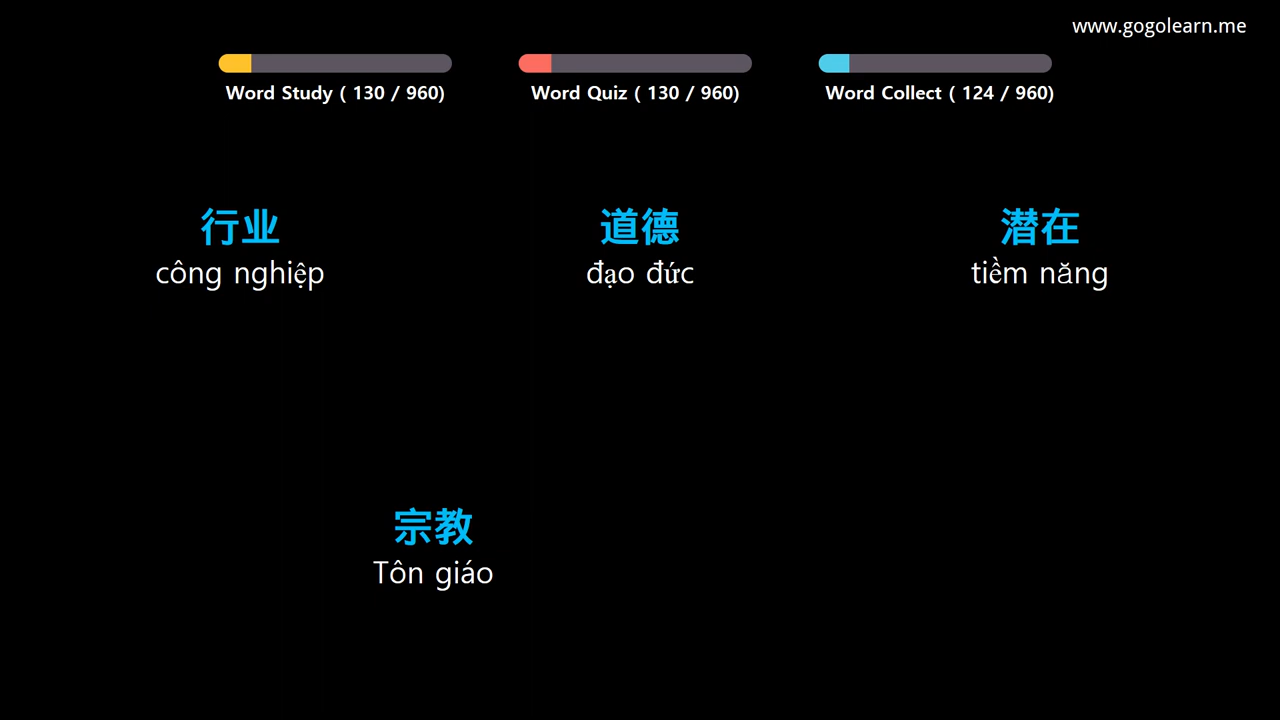 www.gogolearn.me
Word Study ( 130 / 960)
Word Quiz ( 130 / 960)
Word Collect ( 124 / 960)
行业
công nghiệp
道德
đạo đức
潜在
tiềm năng
宗教
Tôn giáo